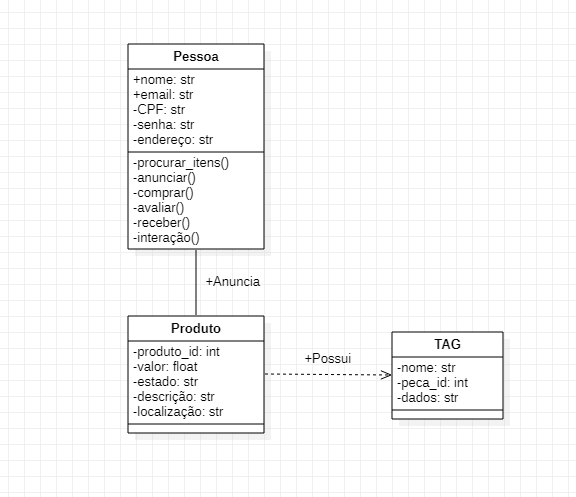 Pessoa
+nome: str
+email: str
-CPF: str
-senha: str
-endereço: str
-procurar_itens()
-anunciar()
-comprar()
-avaliar()
-receber()
-interação()
+Anuncia
Produto
-produto_id: int
-valor: float
-estado: str
-descrição: str
-localização: str
+Possui
TAG
-nome: str
-peca_id: int
-dados: str